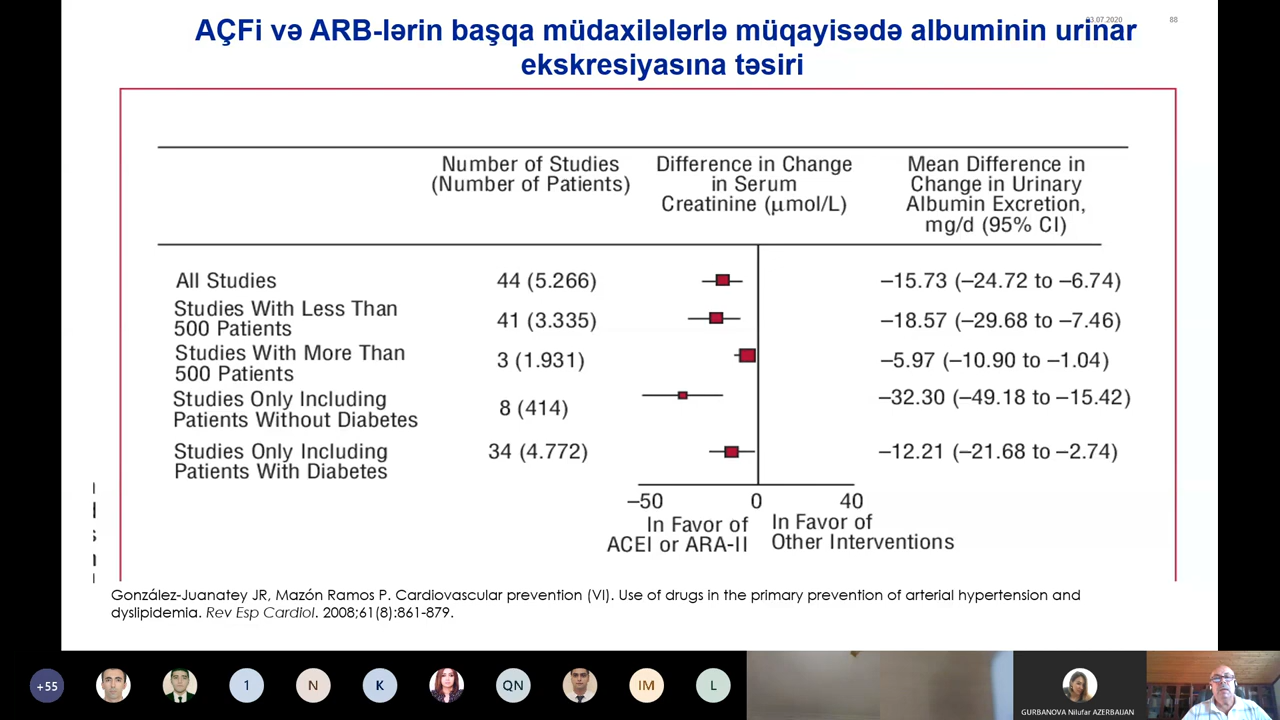 03.07.2020
88
AÇFi və ARB-lərin başqa müdaxilələrlə müqayisədə albuminin urinar
ekskresiyasına təsiri
Number of Studies
(Number of Patients)
Difference in Change
in Serum
Creatinine (μmol/L)
Mean Difference in
Change in Urinary
Albumin Excretion,
mg/d (95% CI)
All Studies
44 (5.266)
–15.73 (–24.72 to –6.74)
Studies With Less Than
500 Patients
41 (3.335)
–18.57 (–29.68 to –7.46)
Studies With More Than
500 Patients
3 (1.931)
–5.97 (–10.90 to –1.04)
Studies Only Including
Patients Without Diabetes
8 (414)
–32.30 (–49.18 to –15.42)
Studies Only Including
Patients With Diabetes
34 (4.772)
–12.21 (–21.68 to –2.74)
–50 0 40
In Favor of
ACEI or ARA-II
In Favor of
Other Interventions
González-Juanatey JR, Mazón Ramos P. Cardiovascular prevention (VI). Use of drugs in the primary prevention of arterial hypertension and
dyslipidemia. Rev Esp Cardiol. 2008;61(8):861-879.
+55
1
N
K
QN
IM
L
GURBANOVA Nilufar AZERBAIJAN